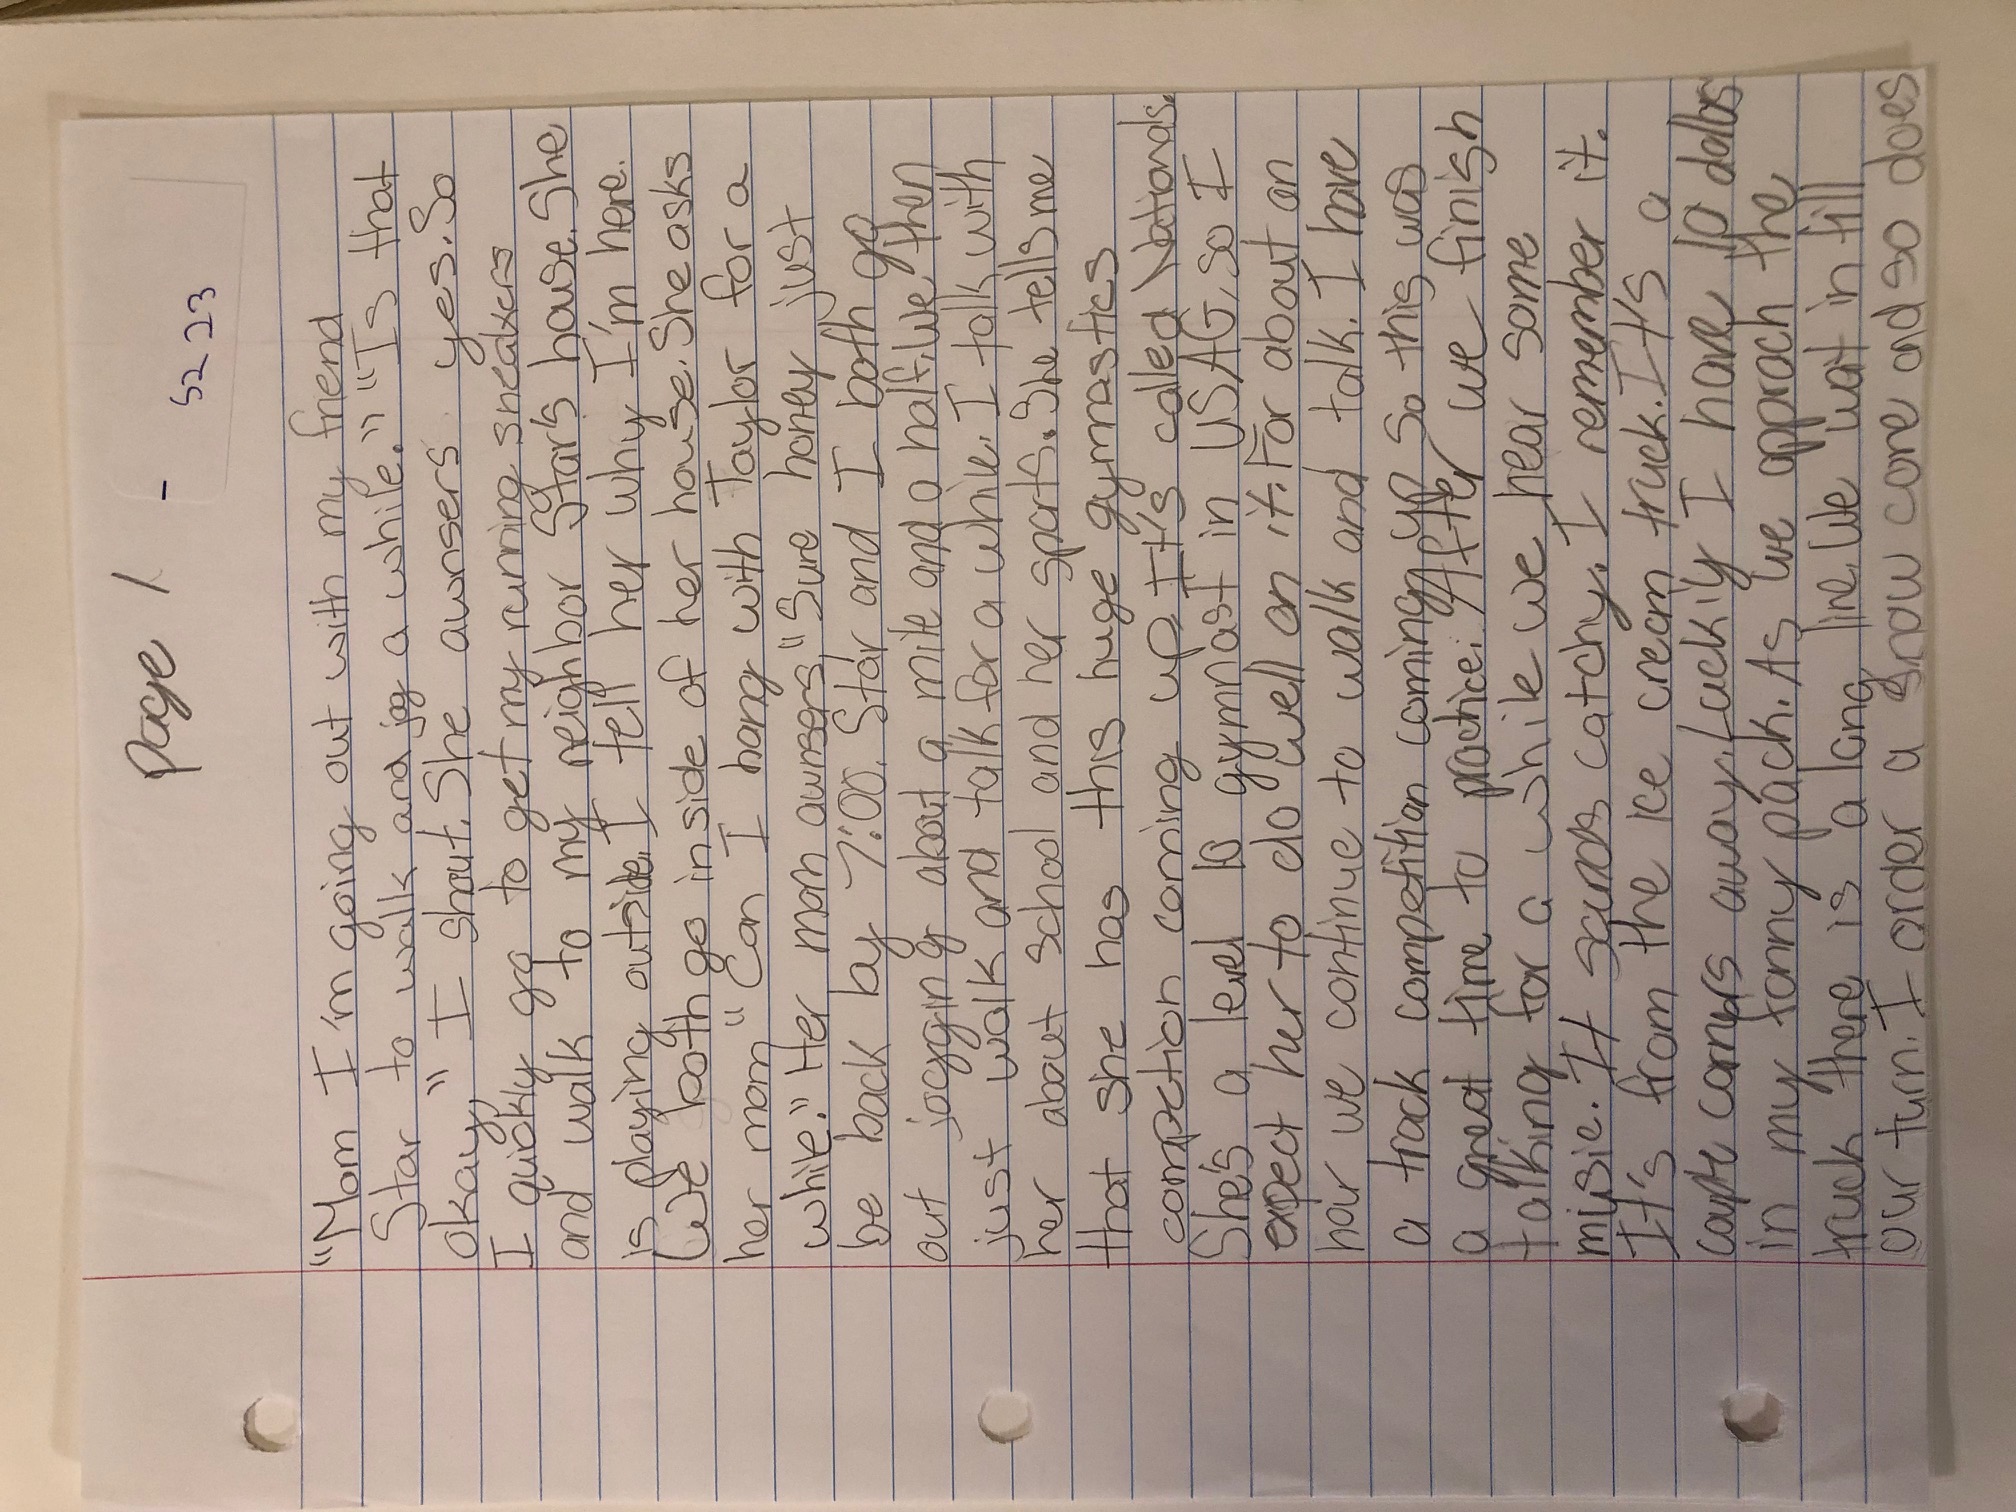 page 1 -
S2 23
"Mom I'm going out with my friend
Star to walk and jog a while." "Is that
okay," I shout. She awnsers yes. So
I quickly go to get my running sneakers
and walk to my neighbor Star's house. She
is playing outside. I tell her why I'm here.
We both go inside of her house. She asks
her mom "Can I hang with Taylor for a
while." Her mom awnsers, "Sure honey just
be back by 7:00. Star and I both go
out jogging about a mile and a half. We then
just walk and talk for a while. I talk with
her about school and her sports. She tells me
that she has this huge gymnastics
compction coming up. It's called Nationals.
She's a level 10 gymnast in USAG, so I
expect her to do well on it. For about an
hour we continue to walk and talk. I have
a track competition coming up so this was
a great time to practice. After we finish
talking for a while we hear some
music. It sounds catchy. I remember it.
It's from the ice cream truck. It's a
couple corners away. Luckily I have 10 dollars
in my fanny pack. As we approach the
truck there is a long line. We wait in till
our turn. I order a snow cone and so does